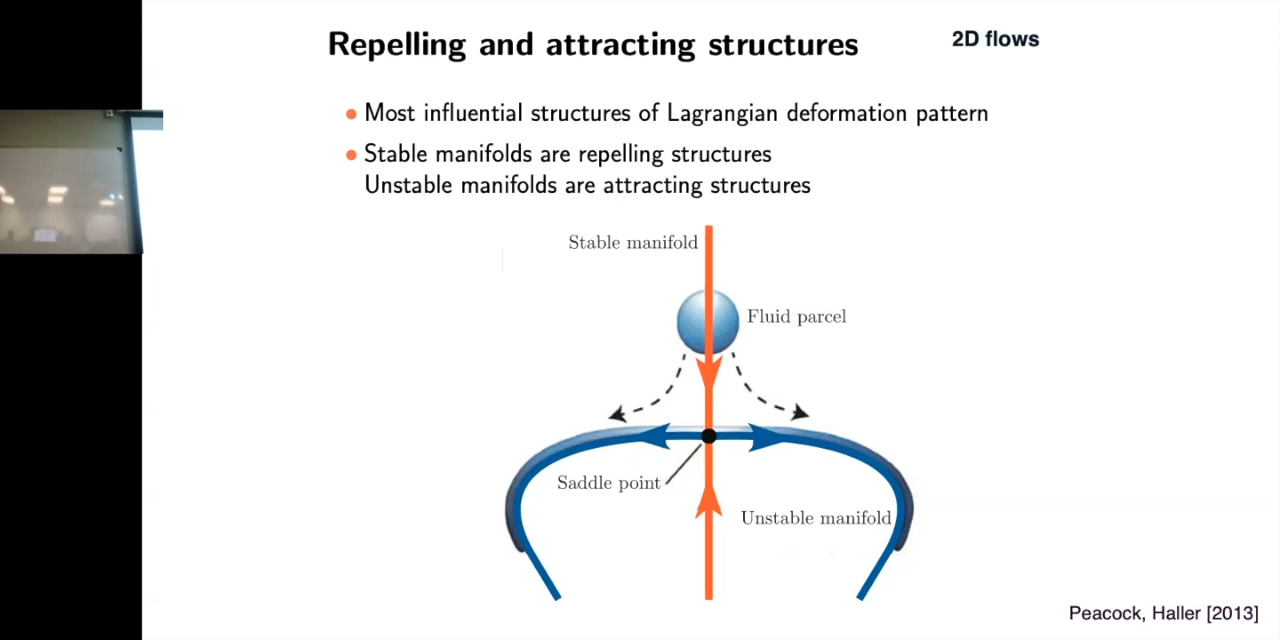 Repelling and attracting structures
2D flows
Most influential structures of Lagrangian deformation pattern
Stable manifolds are repelling structures
Unstable manifolds are attracting structures
Stable manifold
Fluid parcel
Saddle point
Unstable manifold
Peacock, Haller [2013]